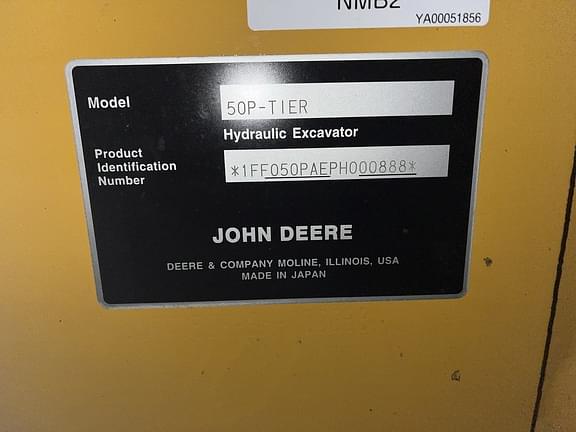 NMB2
YA00051856
Model 50P-TIER
Hydraulic Excavator
Product
Identification
Number
*1FF050PAEPH000888*
JOHN DEERE
DEERE & COMPANY MOLINE, ILLINOIS, USA
MADE IN JAPAN